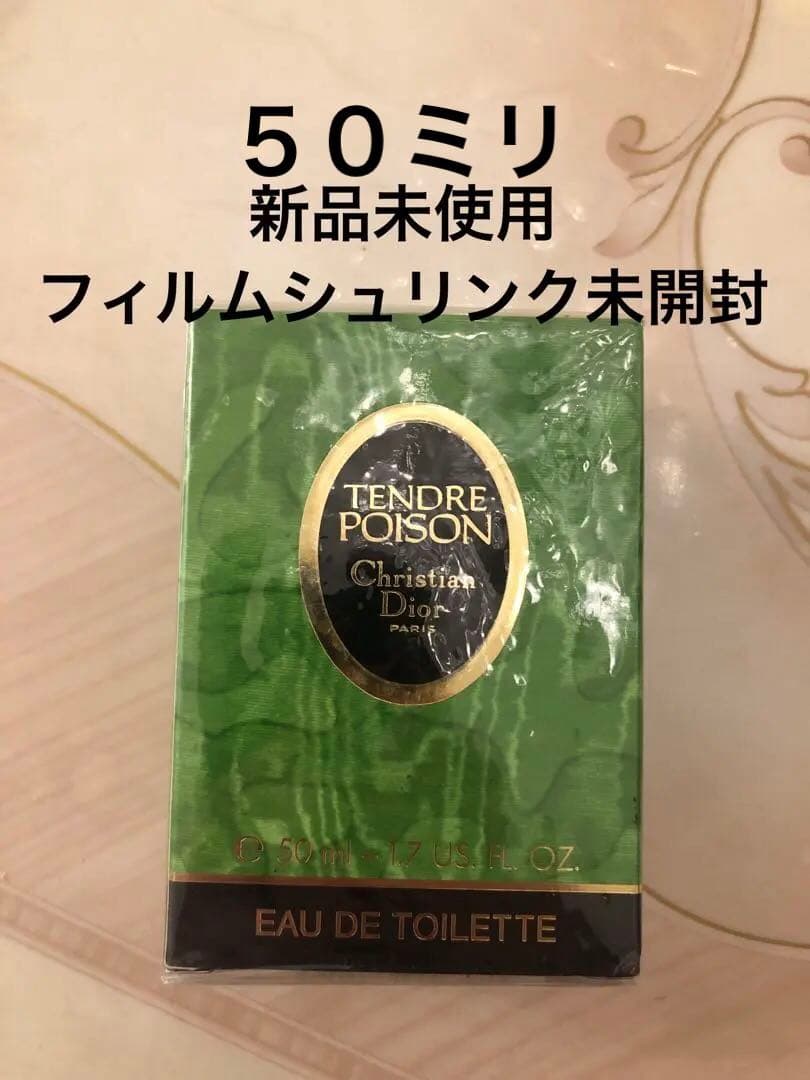 ５０ミリ
新品未使用
フィルムシュリンク未開封
TENDRE
POISON
Christian
Dior
PARIS
℮ 50 ml - 1.7 US. FL. OZ.
EAU DE TOILETTE